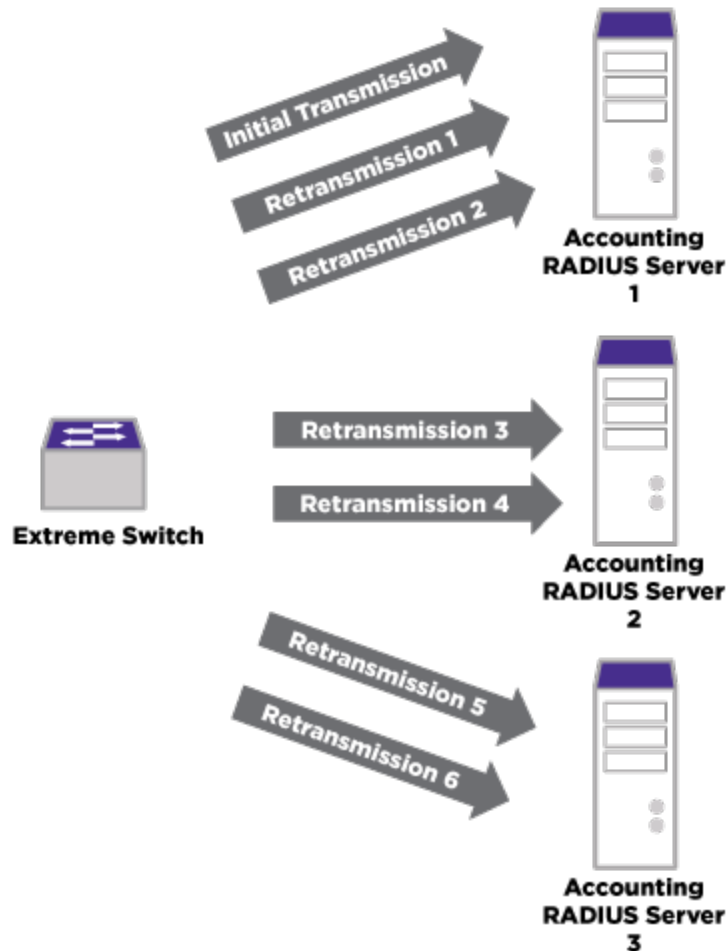 Initial Transmission
Retransmission 1
Retransmission 2
Accounting
RADIUS Server
1
Retransmission 3
Retransmission 4
Extreme Switch
Accounting
RADIUS Server
2
Retransmission 5
Retransmission 6
Accounting
RADIUS Server
3